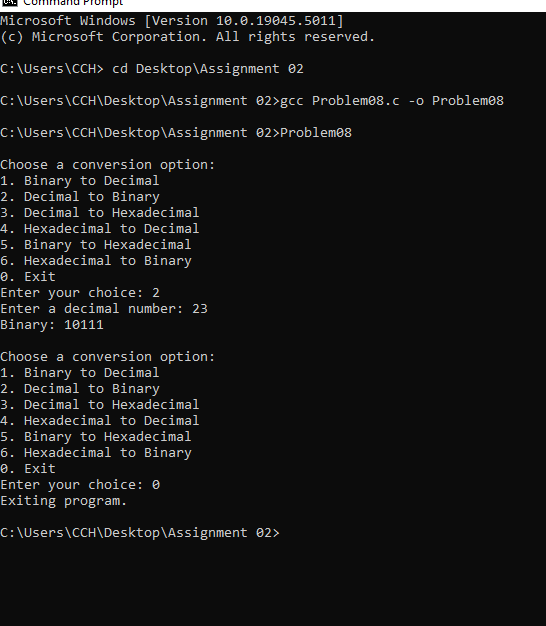 Command Prompt
Microsoft Windows [Version 10.0.19045.5011]
(c) Microsoft Corporation. All rights reserved.
C:\Users\CCH> cd Desktop\Assignment 02
C:\Users\CCH\Desktop\Assignment 02>gcc Problem08.c -o Problem08
C:\Users\CCH\Desktop\Assignment 02>Problem08
Choose a conversion option:
1. Binary to Decimal
2. Decimal to Binary
3. Decimal to Hexadecimal
4. Hexadecimal to Decimal
5. Binary to Hexadecimal
6. Hexadecimal to Binary
0. Exit
Enter your choice: 2
Enter a decimal number: 23
Binary: 10111
Choose a conversion option:
1. Binary to Decimal
2. Decimal to Binary
3. Decimal to Hexadecimal
4. Hexadecimal to Decimal
5. Binary to Hexadecimal
6. Hexadecimal to Binary
0. Exit
Enter your choice: 0
Exiting program.
C:\Users\CCH\Desktop\Assignment 02>